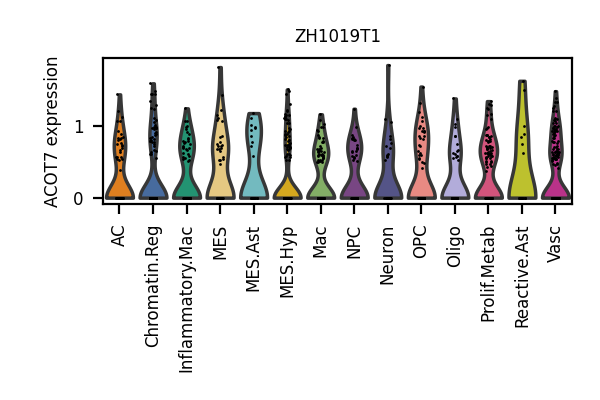 ZH1019T1
ACOT7 expression
1
0
AC
Chromatin.Reg
Inflammatory.Mac
MES
MES.Ast
MES.Hyp
Mac
NPC
Neuron
OPC
Oligo
Prolif.Metab
Reactive.Ast
Vasc